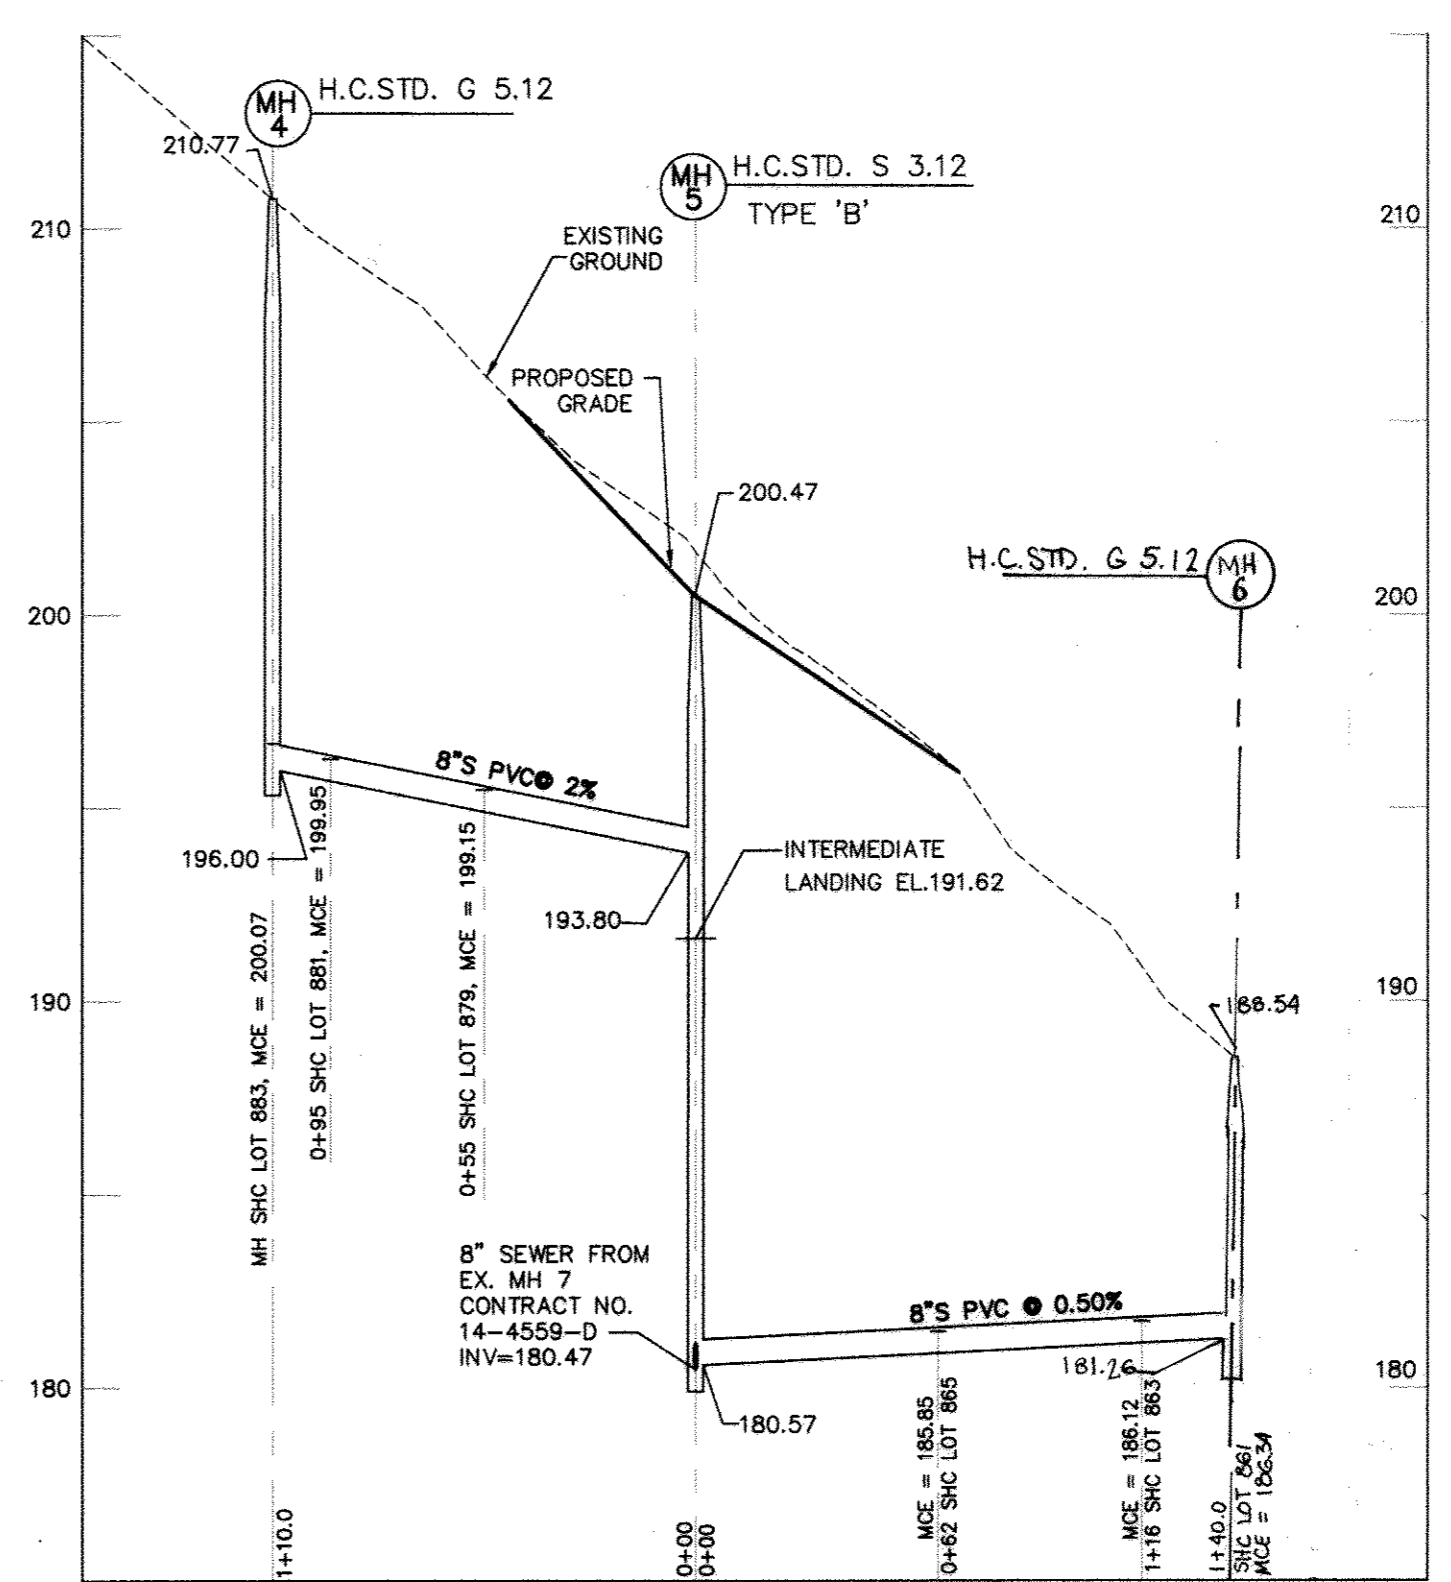 MH
4
H.C.STD. G 5.12
210.77
MH
5
H.C.STD. S 3.12
TYPE 'B'
210
210
EXISTING
GROUND
PROPOSED
GRADE
200.47
H.C.STD. G 5.12
MH
6
200
200
8"S PVC@ 2%
196.00
INTERMEDIATE
LANDING EL.191.62
193.80
190
190
188.54
MH SHC LOT 883, MCE = 200.07
0+95 SHC LOT 881, MCE = 199.95
0+55 SHC LOT 879, MCE = 199.15
8" SEWER FROM
EX. MH 7
CONTRACT NO.
14-4559-D
INV=180.47
8"S PVC @ 0.50%
181.26
180
180
180.57
MCE = 185.85
0+62 SHC LOT 865
MCE = 186.12
1+16 SHC LOT 863
1+40.0
SHC LOT 861
MCE = 186.34
1+10.0
0+00
0+00